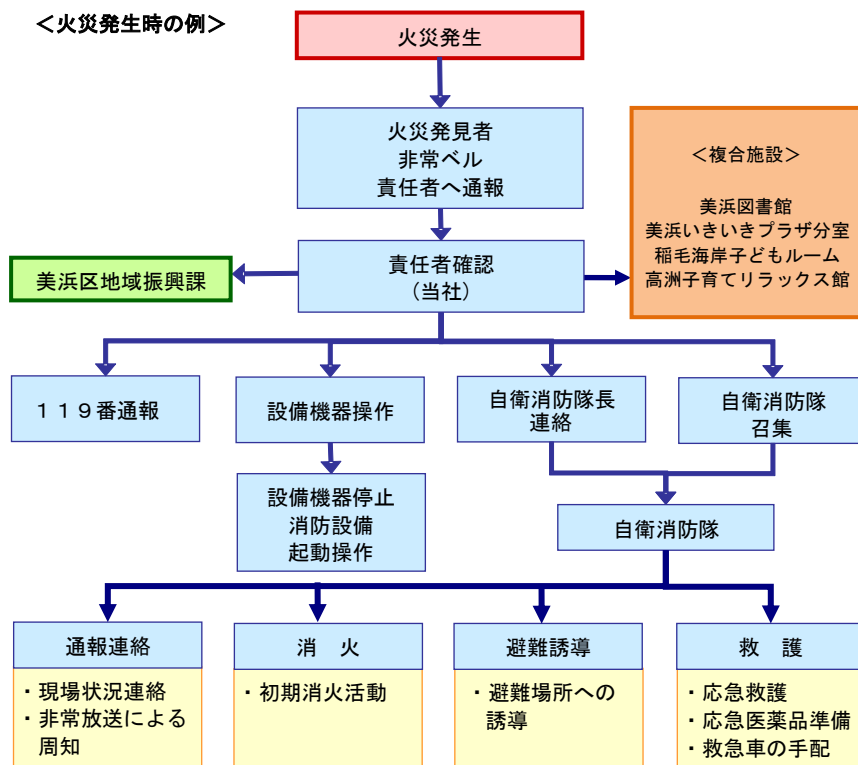 ＜火災発生時の例＞
火災発生
火災発見者
非常ベル
責任者へ通報
＜複合施設＞
美浜図書館
美浜いきいきプラザ分室
稲毛海岸子どもルーム
高洲子育てリラックス館
美浜区地域振興課
責任者確認
（当社）
１１９番通報
設備機器操作
自衛消防隊長
連絡
自衛消防隊
召集
設備機器停止
消防設備
起動操作
自衛消防隊
通報連絡
・現場状況連絡
・非常放送による
周知
消　火
・初期消火活動
避難誘導
・避難場所への
誘導
救　護
・応急救護
・応急医薬品準備
・救急車の手配